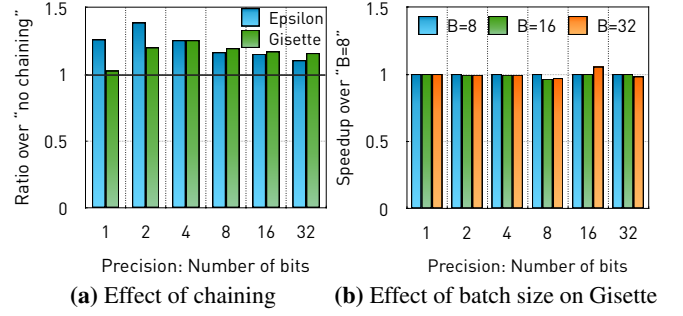 1.5
1
0.5
0
Ratio over “no chaining”
Epsilon
Gisette
1 2 4 8 16 32
Precision: Number of bits
(a) Effect of chaining
1.5
1
0.5
0
Speedup over “B=8”
B=8 B=16 B=32
1 2 4 8 16 32
Precision: Number of bits
(b) Effect of batch size on Gisette